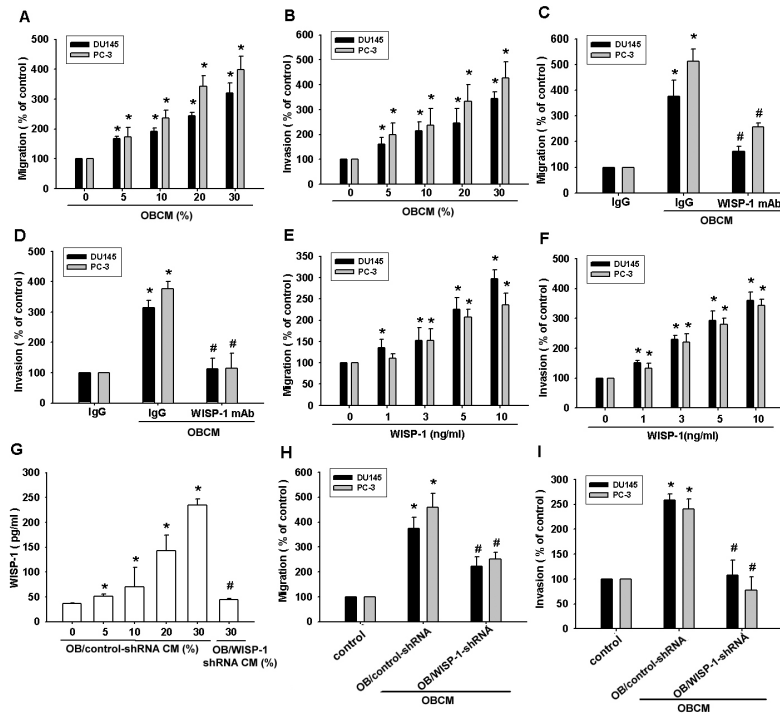 A
DU145
PC-3
Migration ( % of control )
500
400
300
200
100
0
* * * * * * * *
0 5 10 20 30
OBCM (%)
B
DU145
PC-3
Invasion ( % of control )
600
500
400
300
200
100
0
* * * * * * * *
0 5 10 20 30
OBCM (%)
C
DU145
PC-3
Migration ( % of control )
600
500
400
300
200
100
0
* * # #
IgG IgG WISP-1 mAb
OBCM
D
DU145
PC-3
Invasion ( % of control )
500
400
300
200
100
0
* * # #
IgG IgG WISP-1 mAb
OBCM
E
DU145
PC-3
Migration ( % of control )
350
300
250
200
150
100
50
0
* * * * * * *
0 1 3 5 10
WISP-1 (ng/ml)
F
DU145
PC-3
Invasion ( % of control )
500
400
300
200
100
0
* * * * * * * *
0 1 3 5 10
WISP-1(ng/ml)
G
WISP-1 ( pg/ml )
300
250
200
150
100
50
0
* * * * #
0 5 10 20 30 30
OB/control-shRNA CM (%)
OB/WISP-1
shRNA CM (%)
H
DU145
PC-3
Migration ( % of control )
600
500
400
300
200
100
0
* * # #
control
OB/control-shRNA
OB/WISP-1-shRNA
OBCM
I
DU145
PC-3
Invasion ( % of control )
300
250
200
150
100
50
0
* * # #
control
OB/control-shRNA
OB/WISP-1-shRNA
OBCM